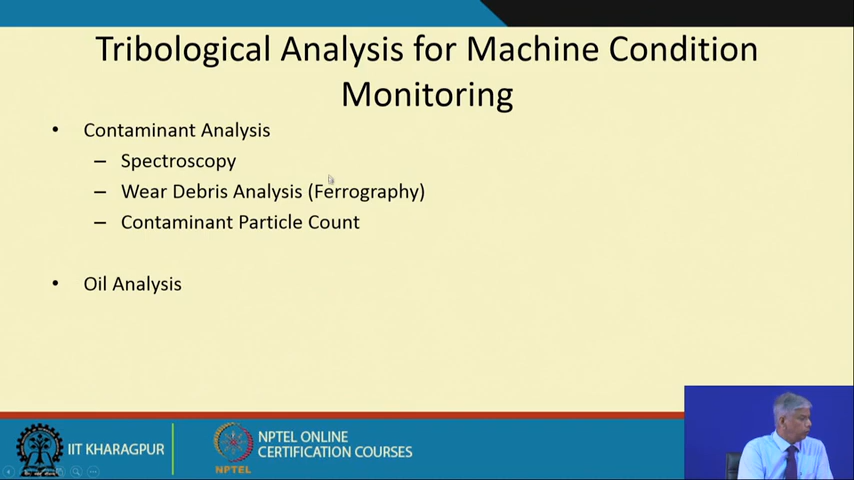 Tribological Analysis for Machine Condition
Monitoring
• Contaminant Analysis
– Spectroscopy
– Wear Debris Analysis (Ferrography)
– Contaminant Particle Count
• Oil Analysis
IIT KHARAGPUR
NPTEL
NPTEL ONLINE
CERTIFICATION COURSES